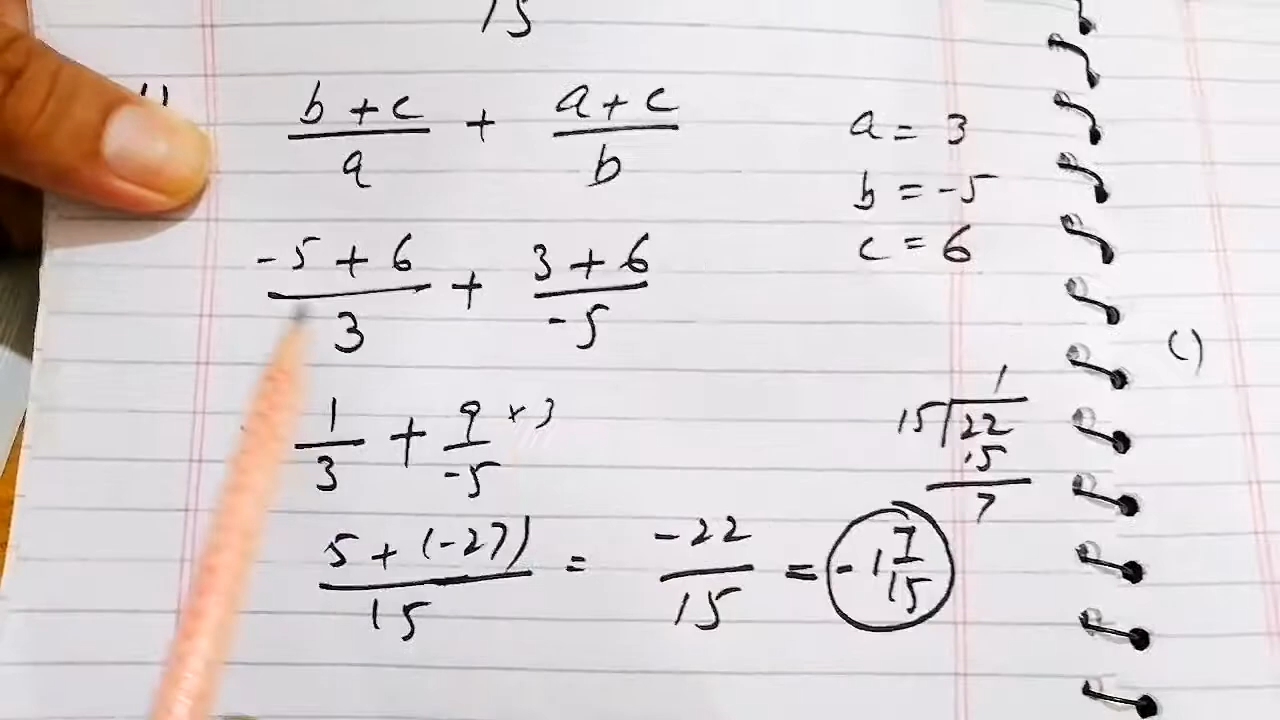 15
b + c / a + a + c / b
a = 3
b = -5
c = 6
-5 + 6 / 3 + 3 + 6 / -5
1 / 3 + 9 / -5 × 3
5 + (-27) / 15 = -22 / 15 = -1 7/15
1
15 22
15
7
()